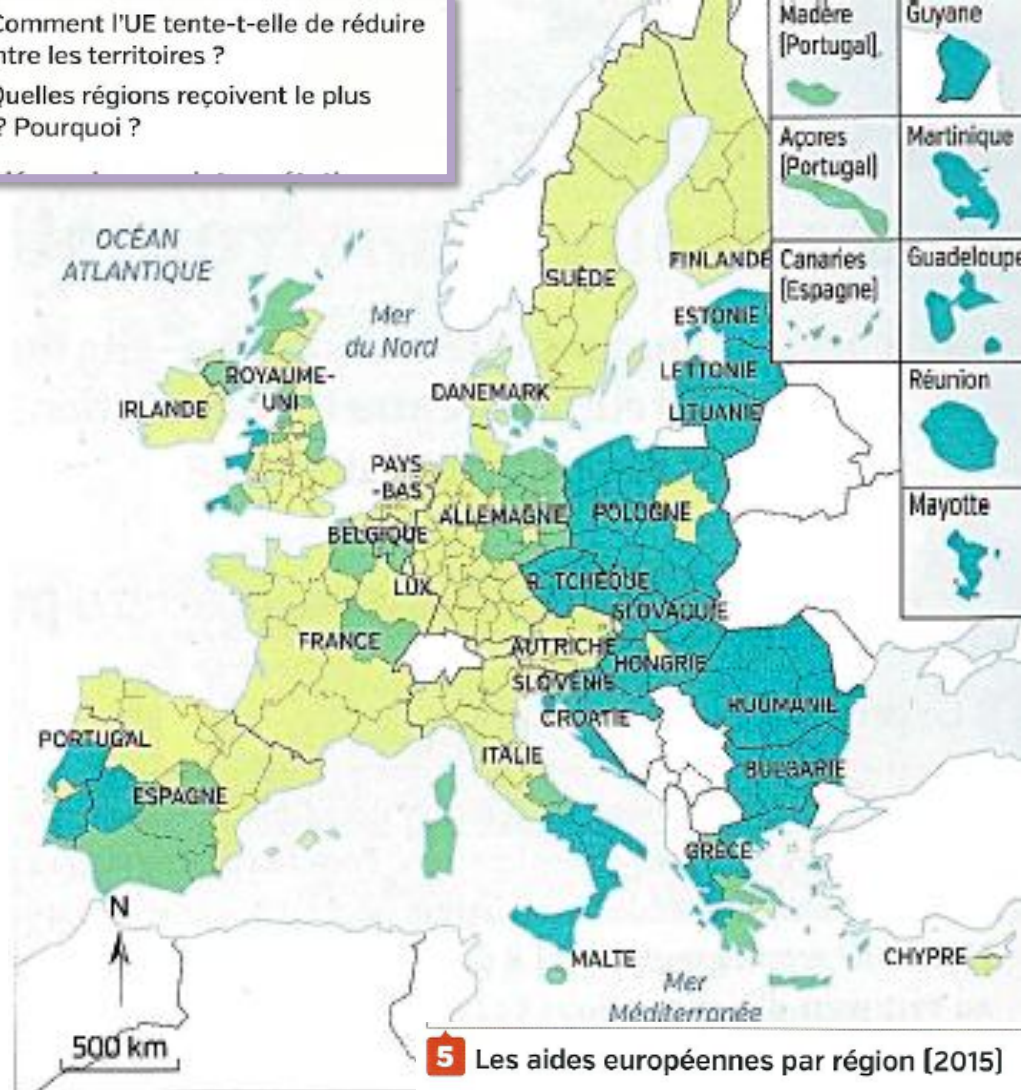 Comment l'UE tente-t-elle de réduire
ntre les territoires ?
Quelles régions reçoivent le plus
? Pourquoi ?
Madère
(Portugal).
Guyane
Açores
(Portugal)
Martinique
Canaries
(Espagne)
Guadeloupe
Réunion
Mayotte
OCÉAN
ATLANTIQUE
Mer
du Nord
SUÈDE
FINLANDE
ESTONIE
LETTONIE
LITUANIE
DANEMARK
ROYAUME-
UNI
IRLANDE
PAYS
-BAS
ALLEMAGNE
POLOGNE
BELGIQUE
LUX.
R. TCHÈQUE
SLOVAQUIE
FRANCE
AUTRICHE
HONGRIE
SLOVÉNIE
CROATIE
ROUMANIE
PORTUGAL
ESPAGNE
ITALIE
BULGARIE
GRÈCE
MALTE
CHYPRE
Mer
Méditerranée
N
500 km
5 Les aides européennes par région (2015)